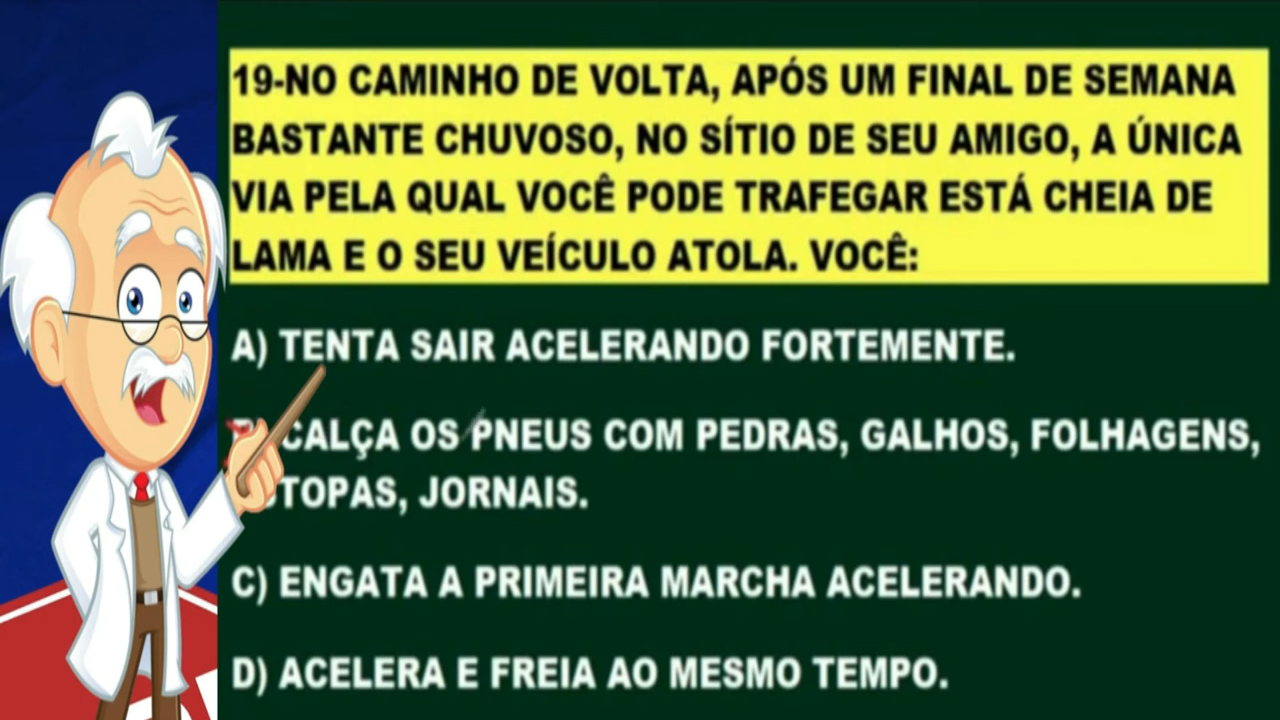 19-NO CAMINHO DE VOLTA, APÓS UM FINAL DE SEMANA
BASTANTE CHUVOSO, NO SÍTIO DE SEU AMIGO, A ÚNICA
VIA PELA QUAL VOCÊ PODE TRAFEGAR ESTÁ CHEIA DE
LAMA E O SEU VEÍCULO ATOLA. VOCÊ:
A) TENTA SAIR ACELERANDO FORTEMENTE.
CALÇA OS PNEUS COM PEDRAS, GALHOS, FOLHAGENS,
TOPAS, JORNAIS.
C) ENGATA A PRIMEIRA MARCHA ACELERANDO.
D) ACELERA E FREIA AO MESMO TEMPO.